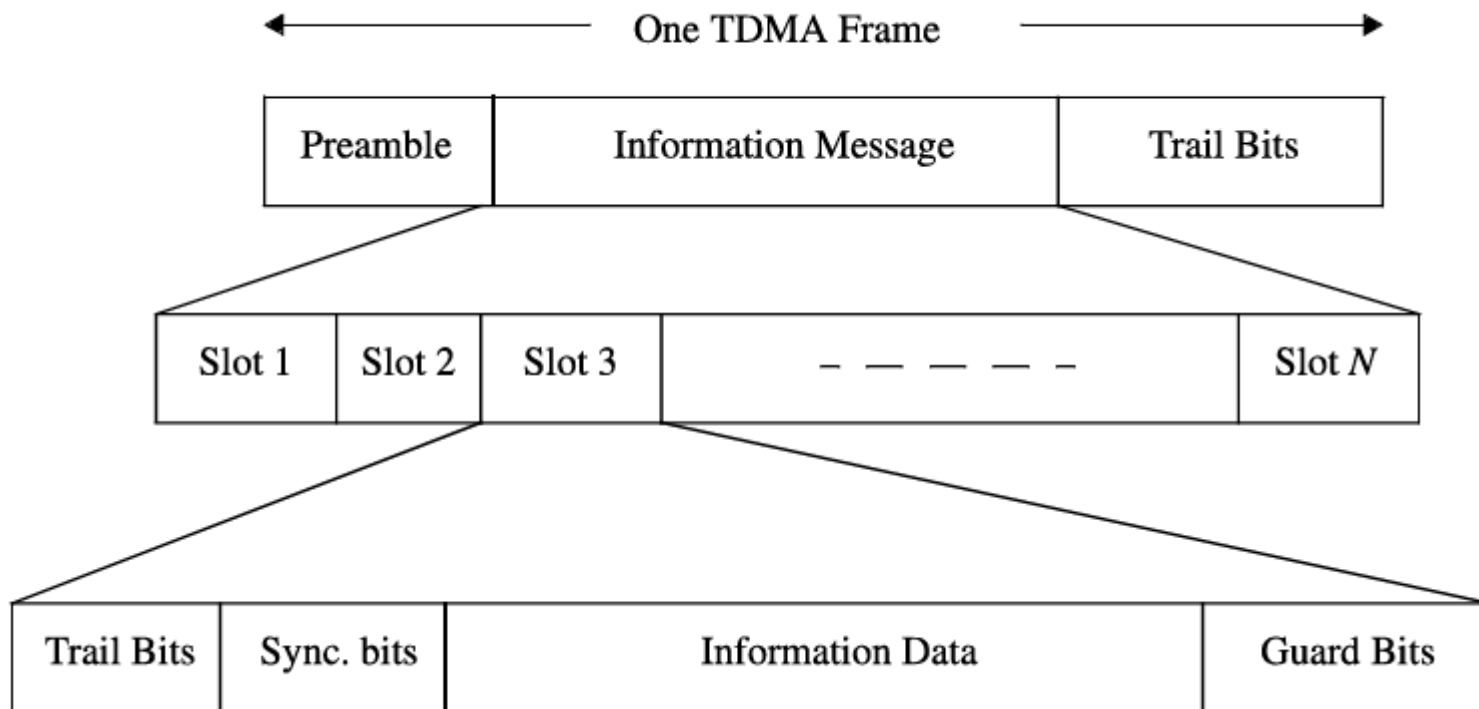 One TDMA Frame
Preamble Information Message Trail Bits
Slot 1 Slot 2 Slot 3 Slot N
Trail Bits Sync. bits Information Data Guard Bits